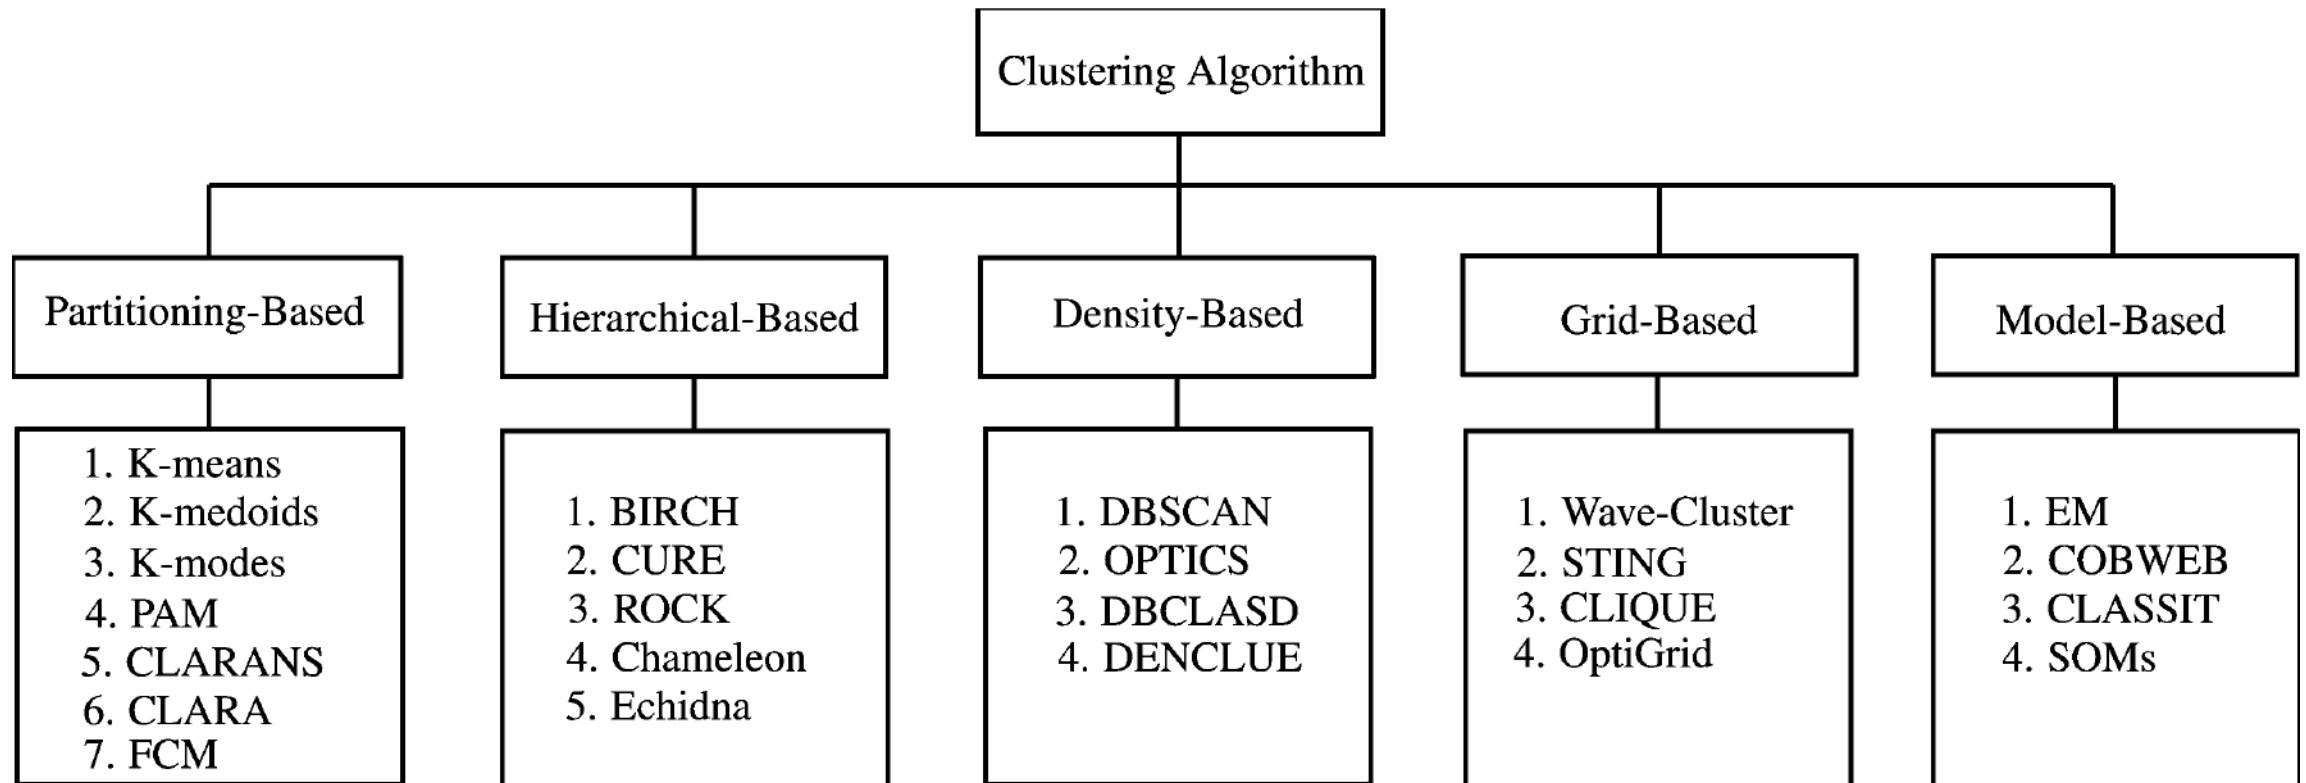 Clustering Algorithm
Partitioning-Based
Hierarchical-Based
Density-Based
Grid-Based
Model-Based
1. K-means
2. K-medoids
3. K-modes
4. PAM
5. CLARANS
6. CLARA
7. FCM
1. BIRCH
2. CURE
3. ROCK
4. Chameleon
5. Echidna
1. DBSCAN
2. OPTICS
3. DBCLASD
4. DENCLUE
1. Wave-Cluster
2. STING
3. CLIQUE
4. OptiGrid
1. EM
2. COBWEB
3. CLASSIT
4. SOMs